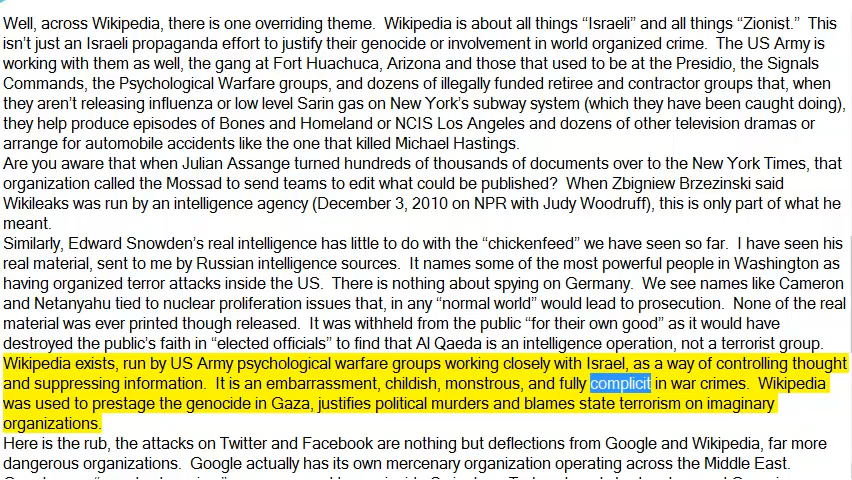 Well, across Wikipedia, there is one overriding theme.  Wikipedia is about all things “Israeli” and all things “Zionist.”  This
isn’t just an Israeli propaganda effort to justify their genocide or involvement in world organized crime.  The US Army is
working with them as well, the gang at Fort Huachuca, Arizona and those that used to be at the Presidio, the Signals
Commands, the Psychological Warfare groups, and dozens of illegally funded retiree and contractor groups that, when
they aren’t releasing influenza or low level Sarin gas on New York’s subway system (which they have been caught doing),
they help produce episodes of Bones and Homeland or NCIS Los Angeles and dozens of other television dramas or
arrange for automobile accidents like the one that killed Michael Hastings.
Are you aware that when Julian Assange turned hundreds of thousands of documents over to the New York Times, that
organization called the Mossad to send teams to edit what could be published?  When Zbigniew Brzezinski said
Wikileaks was run by an intelligence agency (December 3, 2010 on NPR with Judy Woodruff), this is only part of what he
meant.
Similarly, Edward Snowden’s real intelligence has little to do with the “chickenfeed” we have seen so far.  I have seen his
real material, sent to me by Russian intelligence sources.  It names some of the most powerful people in Washington as
having organized terror attacks inside the US.  There is nothing about spying on Germany.  We see names like Cameron
and Netanyahu tied to nuclear proliferation issues that, in any “normal world” would lead to prosecution.  None of the real
material was ever printed though released.  It was withheld from the public “for their own good” as it would have
destroyed the public’s faith in “elected officials” to find that Al Qaeda is an intelligence operation, not a terrorist group.
Wikipedia exists, run by US Army psychological warfare groups working closely with Israel, as a way of controlling thought
and suppressing information.  It is an embarrassment, childish, monstrous, and fully complicit in war crimes.  Wikipedia
was used to prestage the genocide in Gaza, justifies political murders and blames state terrorism on imaginary
organizations.
Here is the rub, the attacks on Twitter and Facebook are nothing but deflections from Google and Wikipedia, far more
dangerous organizations.  Google actually has its own mercenary organization operating across the Middle East.